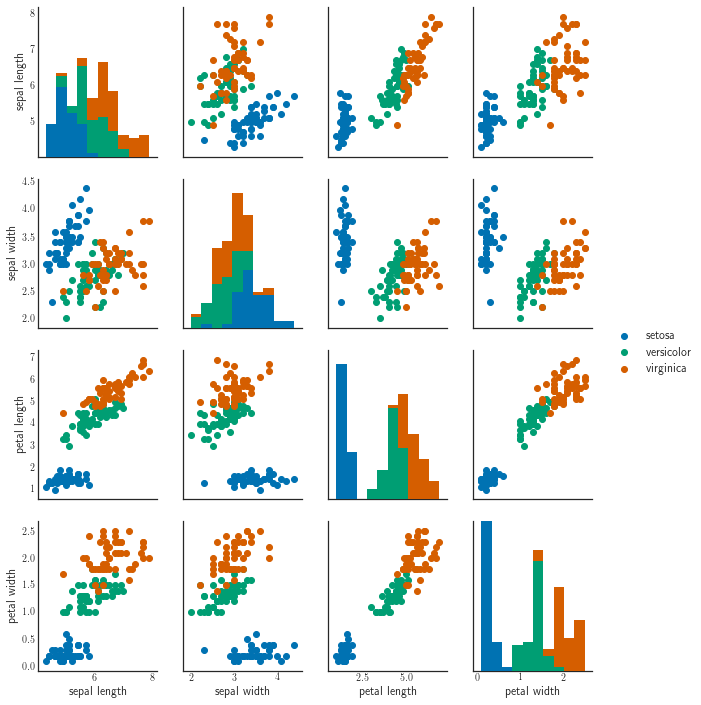 sepal length
8
7
6
5
sepal width
4.5
4.0
3.5
3.0
2.5
2.0
setosa
versicolor
virginica
petal length
7
6
5
4
3
2
1
petal width
2.5
2.0
1.5
1.0
0.5
0.0
6 8 2 3 4 2.5 5.0 0 2
sepal length sepal width petal length petal width